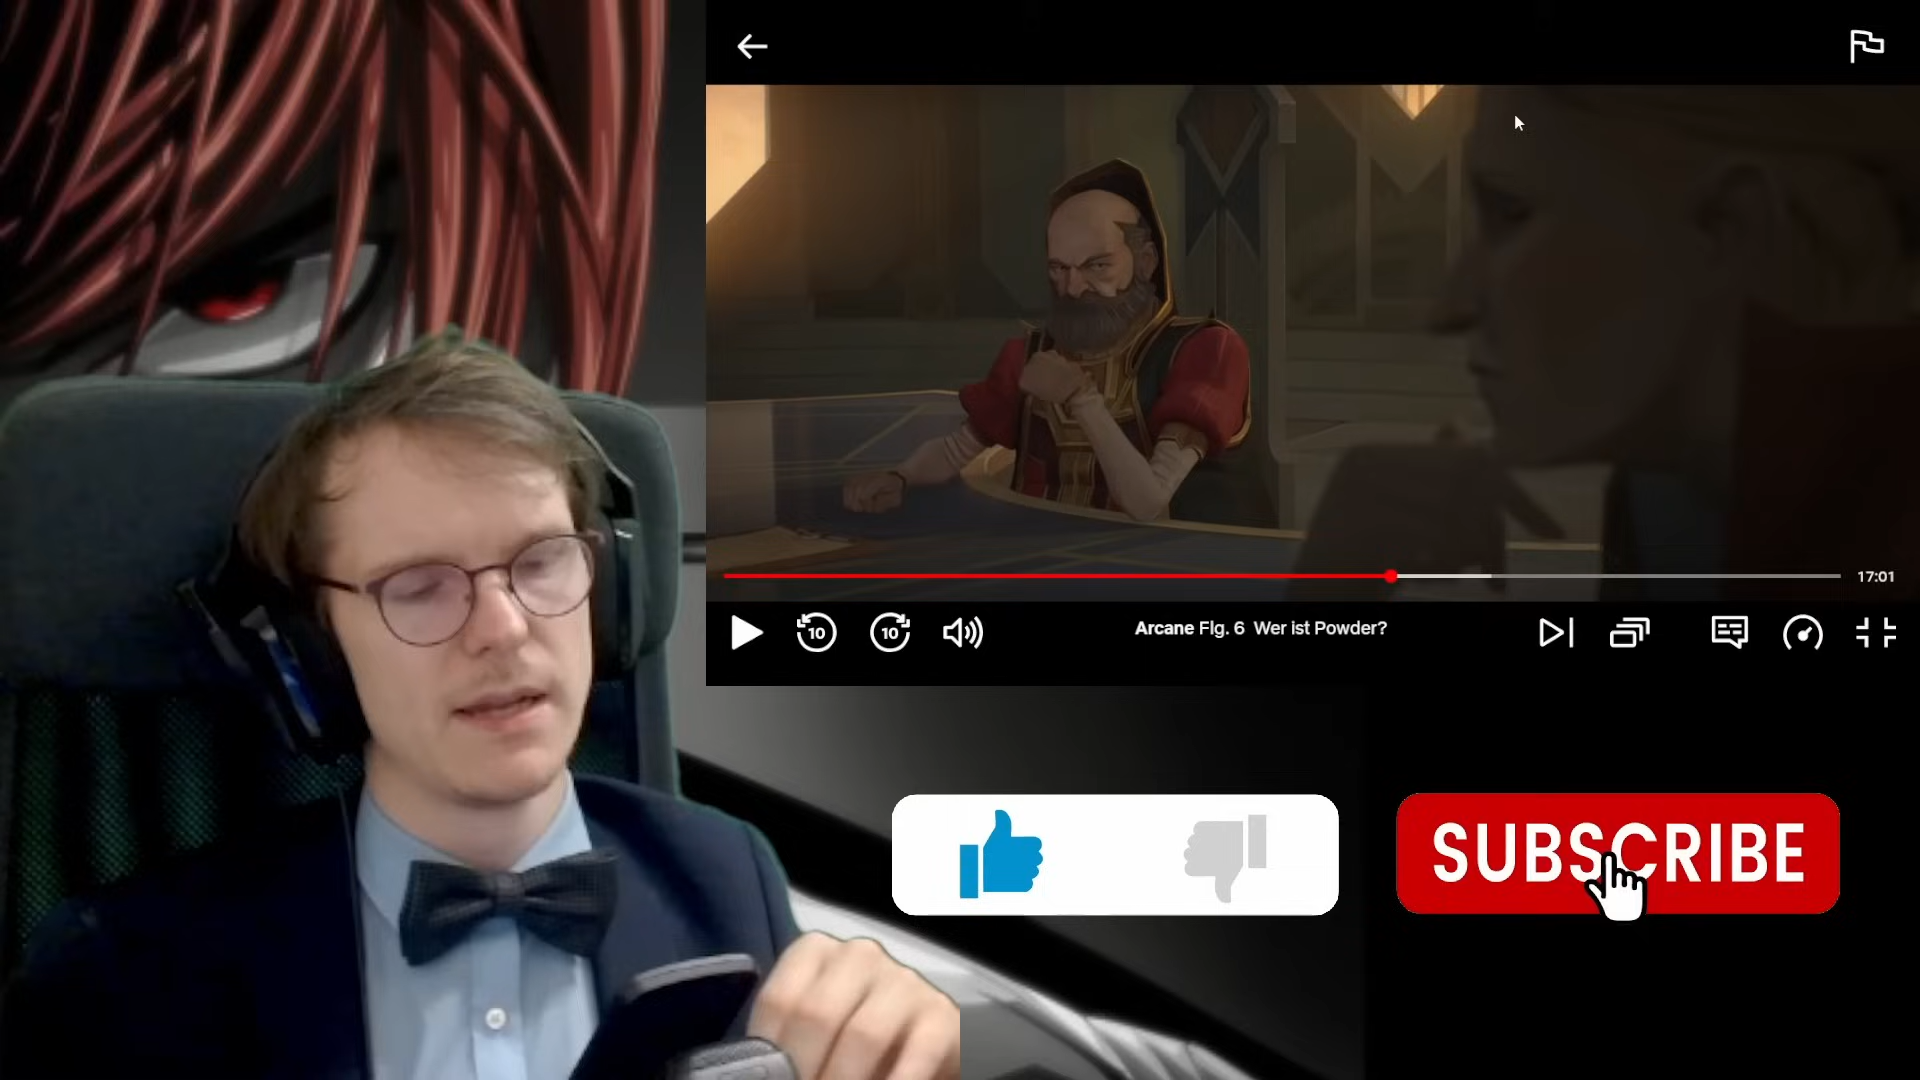 17:01
10
10
Arcane Flg. 6 Wer ist Powder?
SUBSCRIBE